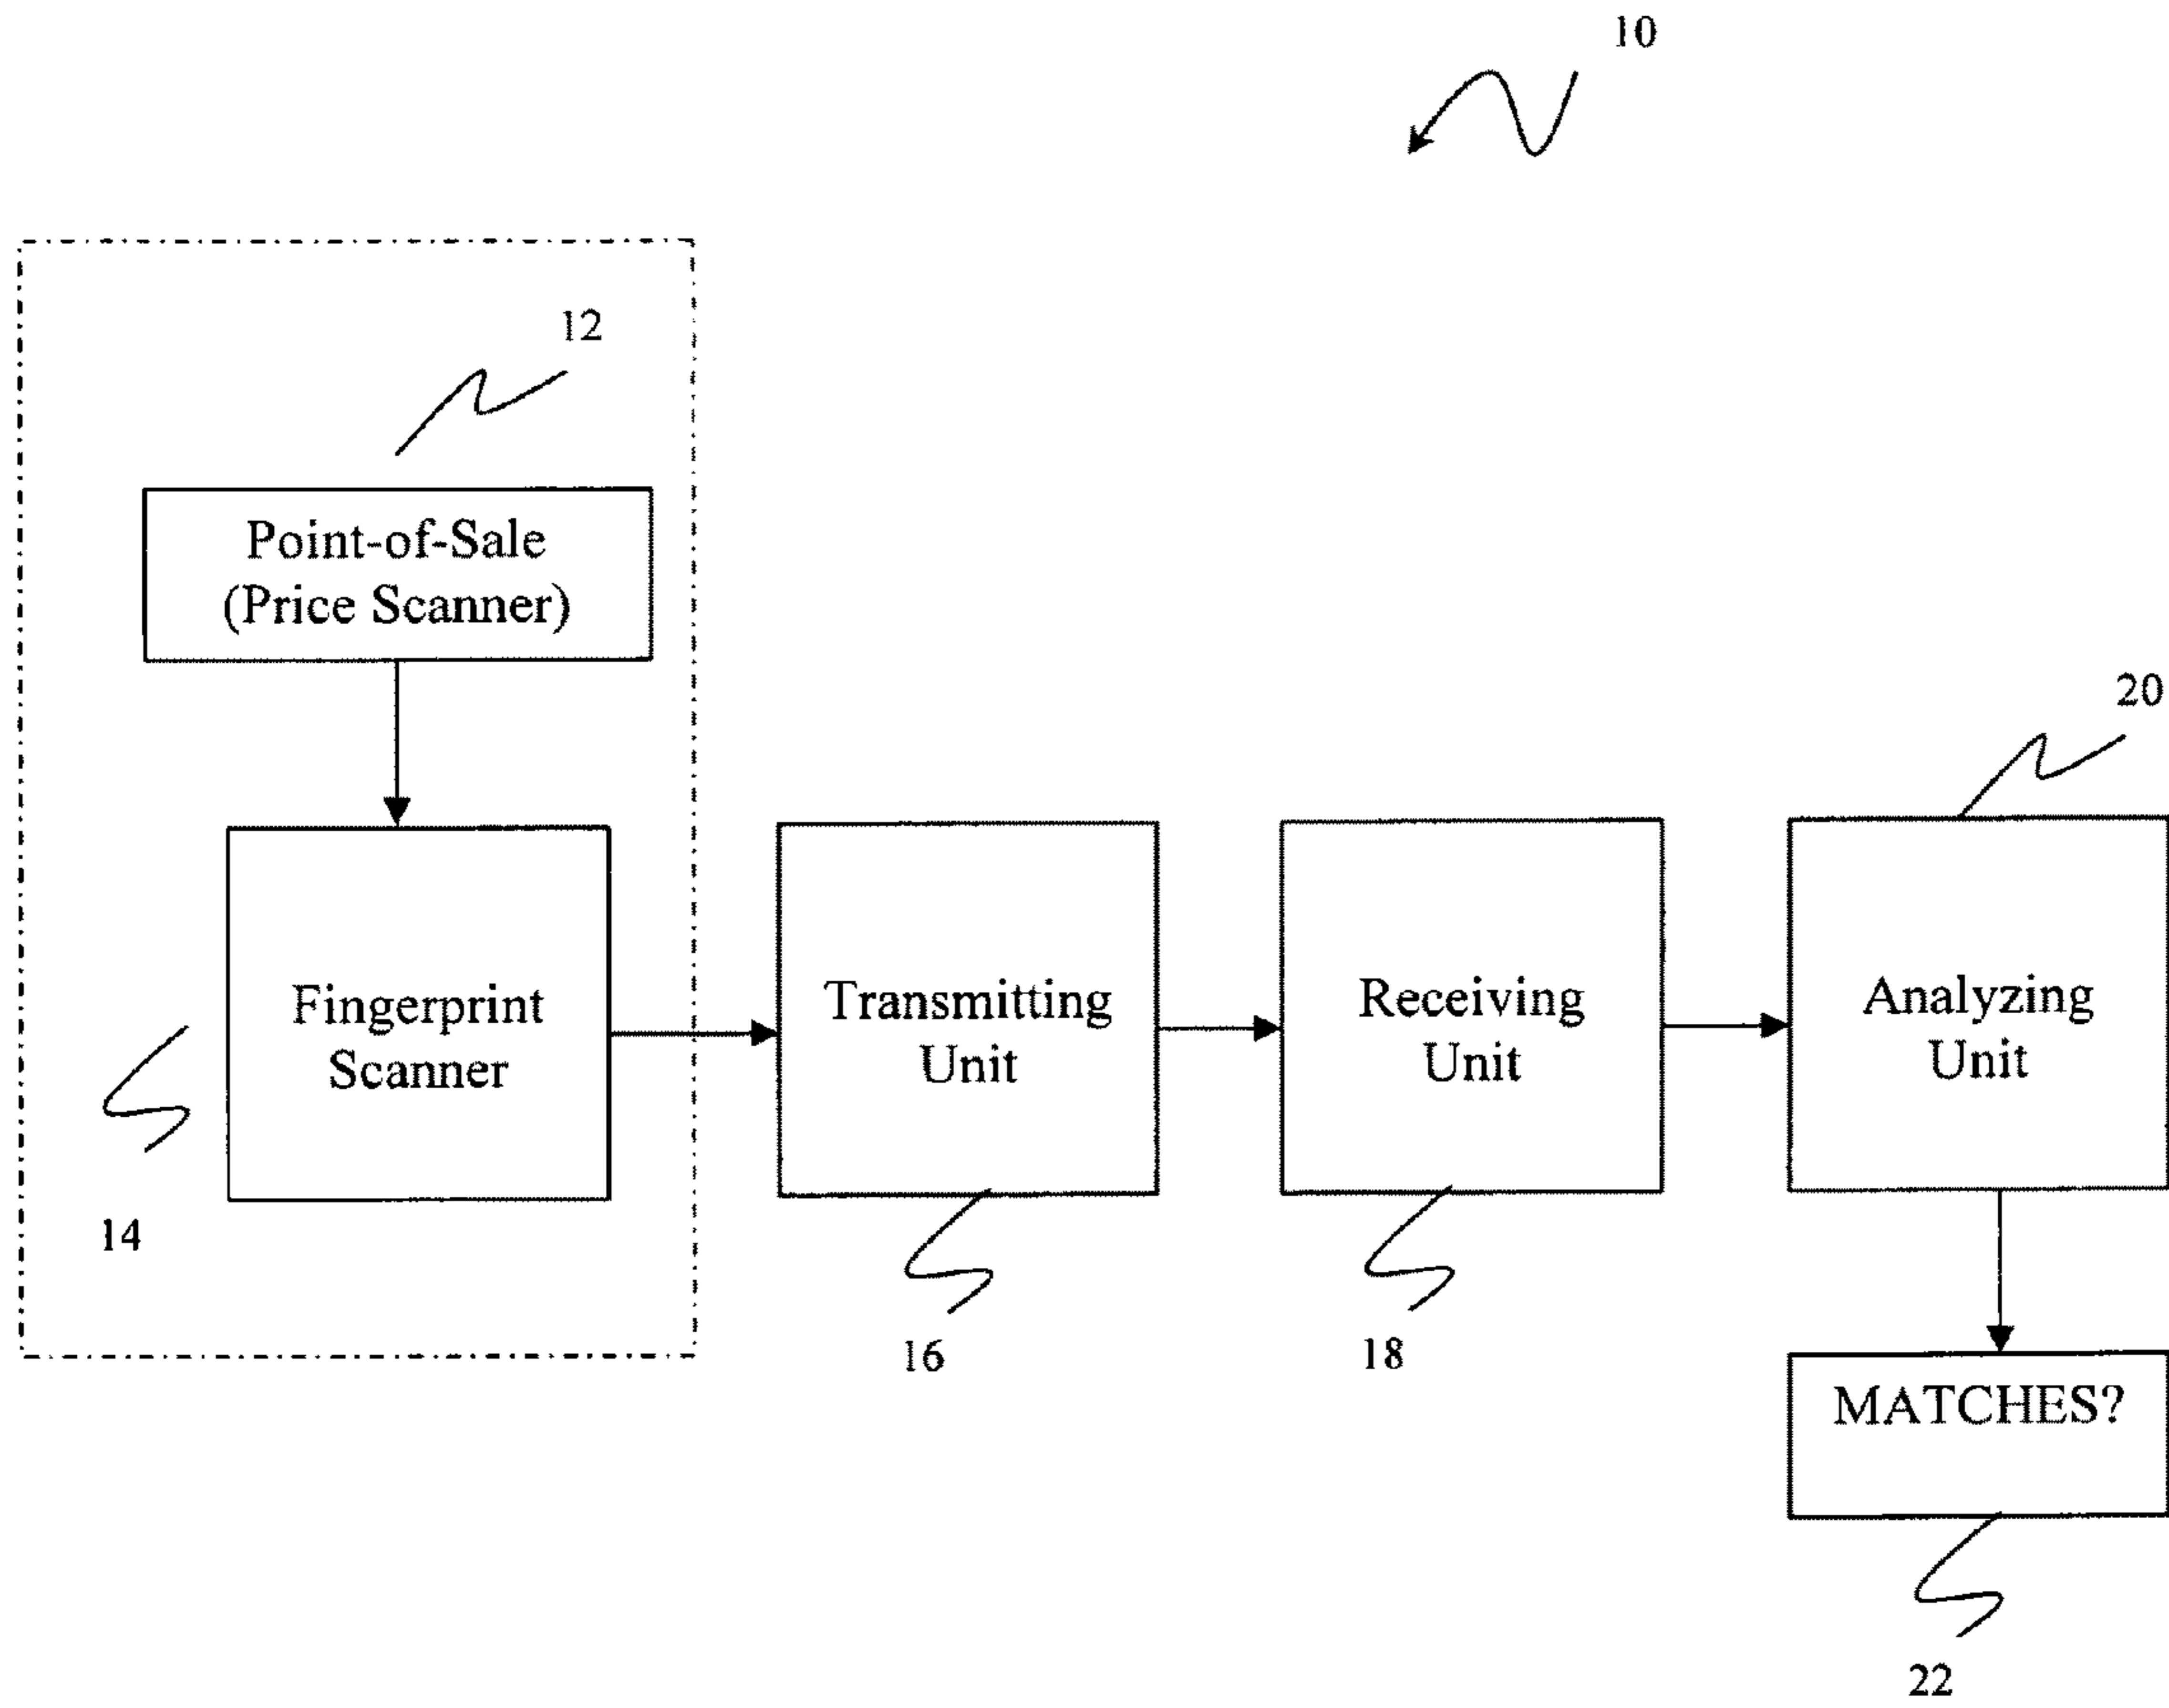 10
12
Point-of-Sale
(Price Scanner)
20
Fingerprint
Scanner
Transmitting
Unit
Receiving
Unit
Analyzing
Unit
14
16
18
MATCHES?
22